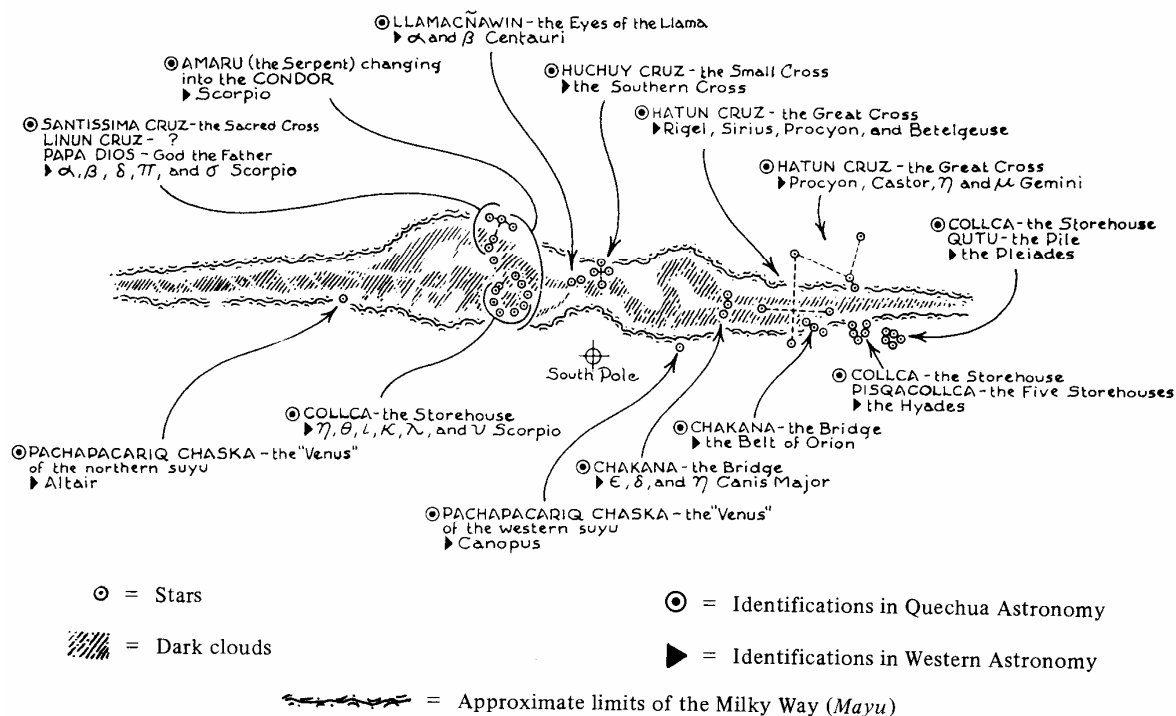 LLAMACÑAWIN - the Eyes of the Llama
α and β Centauri
AMARU (the Serpent) changing
into the CONDOR
Scorpio
HUCHUY CRUZ - the Small Cross
the Southern Cross
SANTISSIMA CRUZ - the Sacred Cross
LINUN CRUZ - ?
PAPA DIOS - God the Father
α, β, δ, π, and σ Scorpio
HATUN CRUZ - the Great Cross
Rigel, Sirius, Procyon, and Betelgeuse
HATUN CRUZ - the Great Cross
Procyon, Castor, η and μ Gemini
COLLCA - the Storehouse
QUTU - the Pile
the Pleiades
South Pole
COLLCA - the Storehouse
PISQACOLLCA - the Five Storehouses
the Hyades
COLLCA - the Storehouse
η, θ, ι, κ, λ, and υ Scorpio
CHAKANA - the Bridge
the Belt of Orion
PACHAPACARIQ CHASKA - the "Venus"
of the northern suyu
Altair
CHAKANA - the Bridge
ε, δ, and η Canis Major
PACHAPACARIQ CHASKA - the "Venus"
of the western suyu
Canopus
= Stars
= Identifications in Quechua Astronomy
= Dark clouds
= Identifications in Western Astronomy
= Approximate limits of the Milky Way (Mayu)